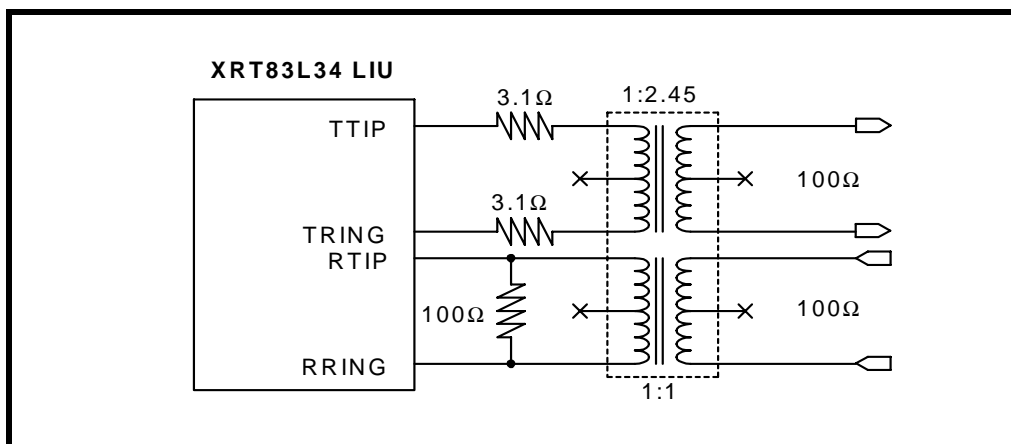 XRT83L34 LIU
3.1Ω
1:2.45
TTIP
100Ω
3.1Ω
TRING
RTIP
100Ω
100Ω
RRING
1:1